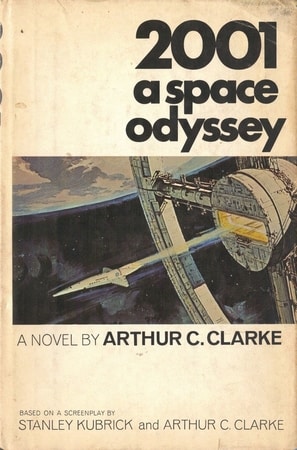 2001
a space
odyssey
A NOVEL BY ARTHUR C. CLARKE
BASED ON A SCREENPLAY BY
STANLEY KUBRICK and ARTHUR C. CLARKE